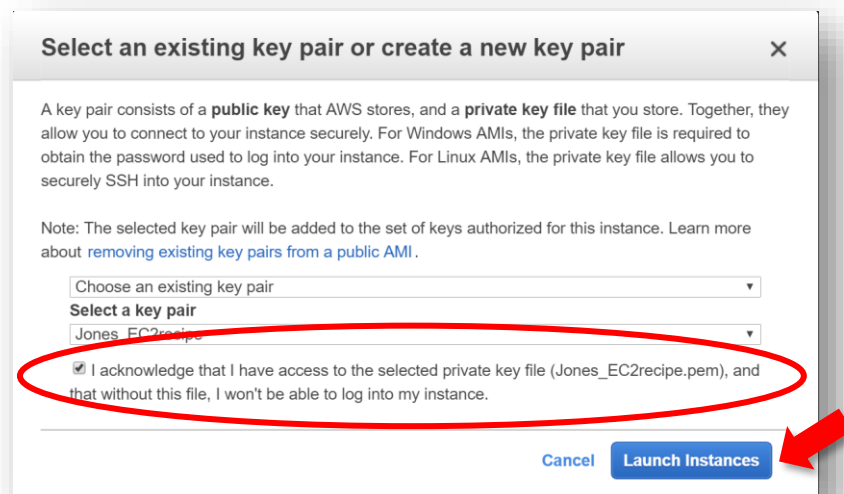 Select an existing key pair or create a new key pair
A key pair consists of a public key that AWS stores, and a private key file that you store. Together, they
allow you to connect to your instance securely. For Windows AMIs, the private key file is required to
obtain the password used to log into your instance. For Linux AMIs, the private key file allows you to
securely SSH into your instance.
Note: The selected key pair will be added to the set of keys authorized for this instance. Learn more
about removing existing key pairs from a public AMI.
Choose an existing key pair
Select a key pair
Jones_EC2recipe
I acknowledge that I have access to the selected private key file (Jones_EC2recipe.pem), and
that without this file, I won't be able to log into my instance.
Cancel Launch Instances